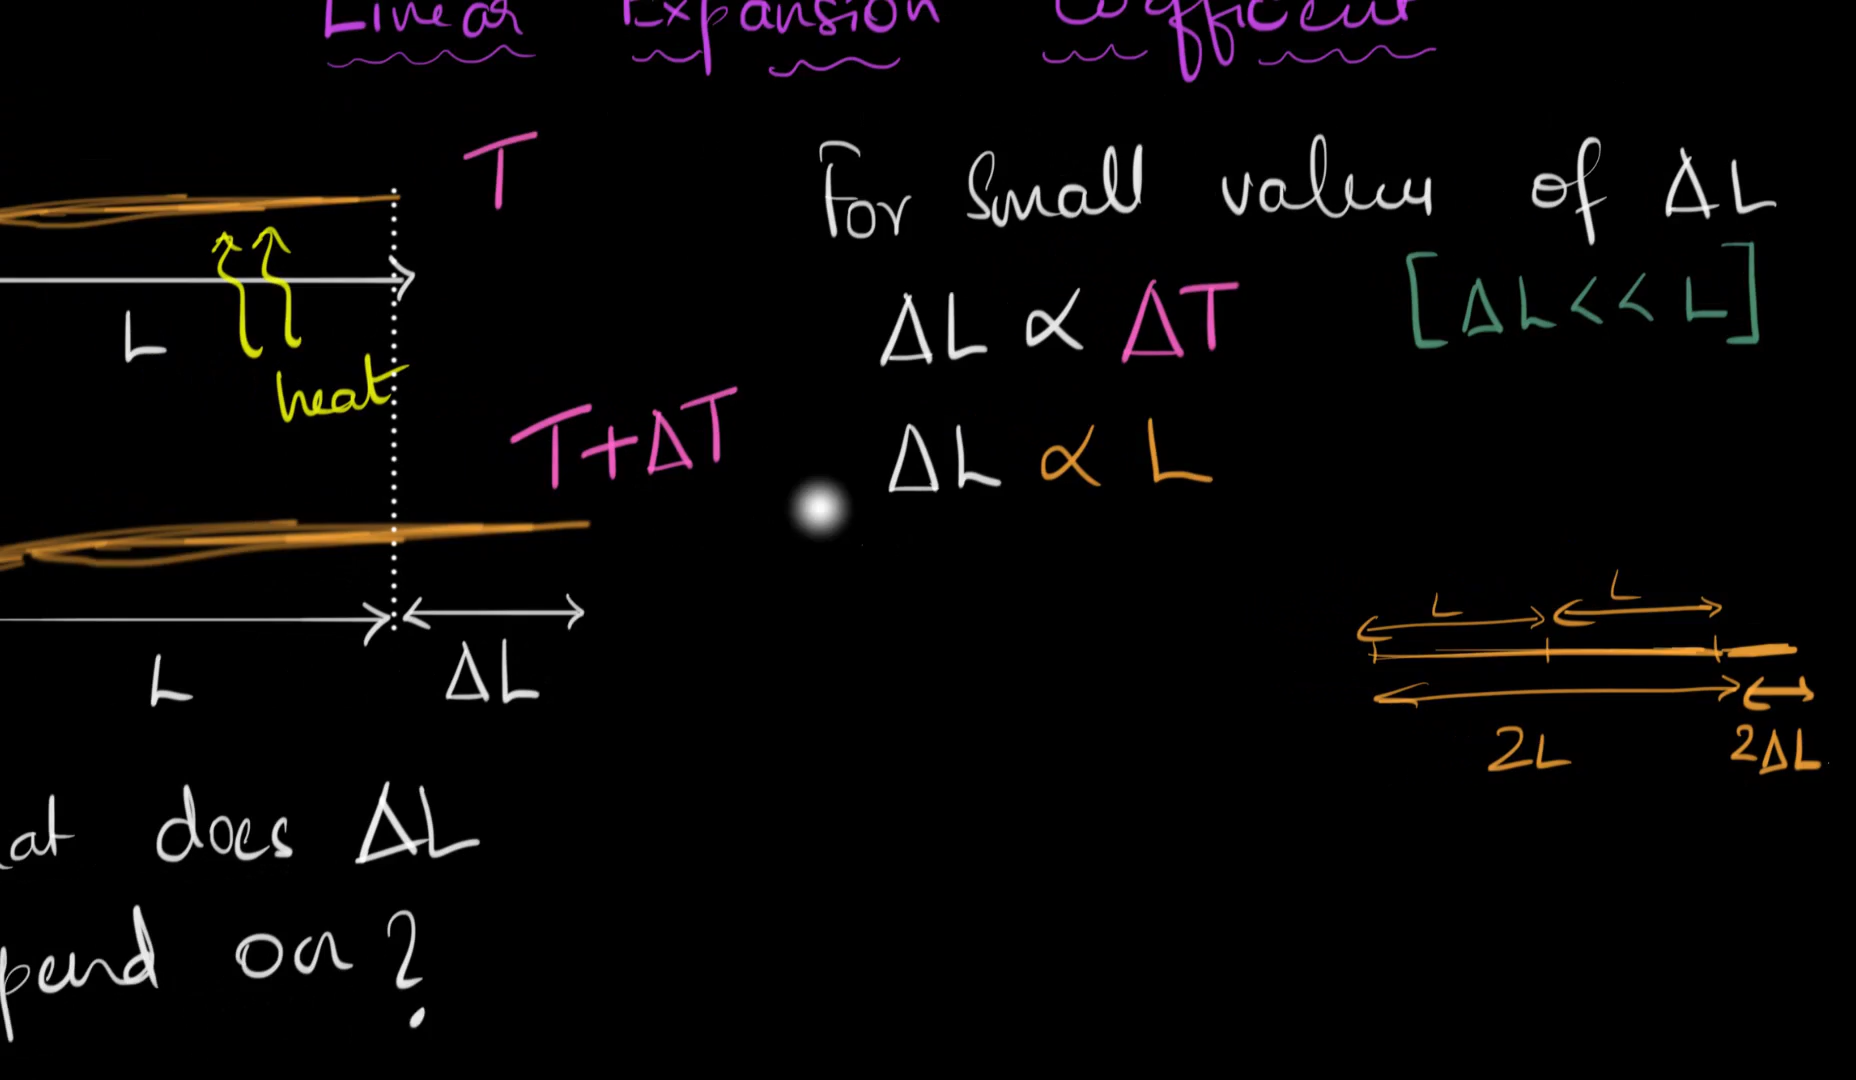 Linear Expansion Coefficient
T
For small values of ΔL
[ΔL<<L]
L
heat
ΔL ∝ ΔT
T+ΔT
ΔL ∝ L
L
ΔL
L L
2L 2ΔL
at does ΔL
pend on?